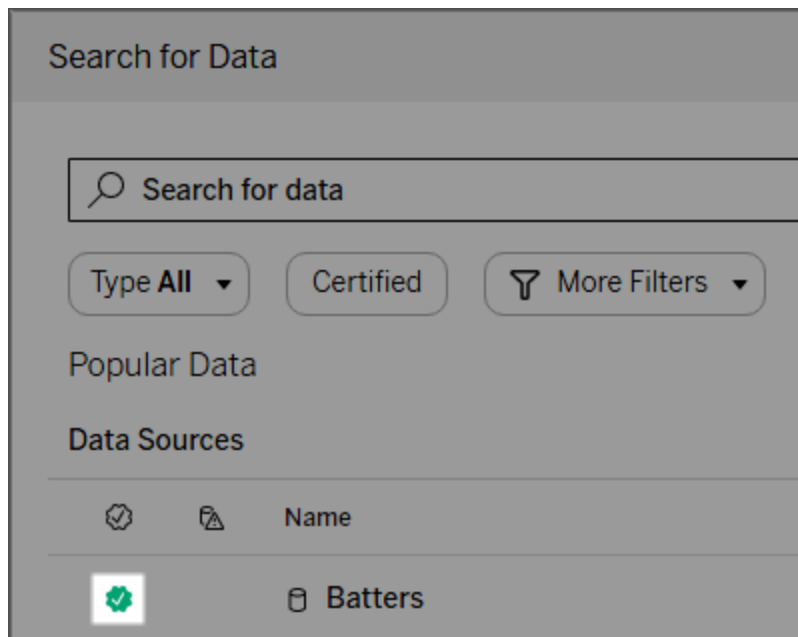 Search for Data
Search for data
Type All Certified More Filters
Popular Data
Data Sources
Name
Batters